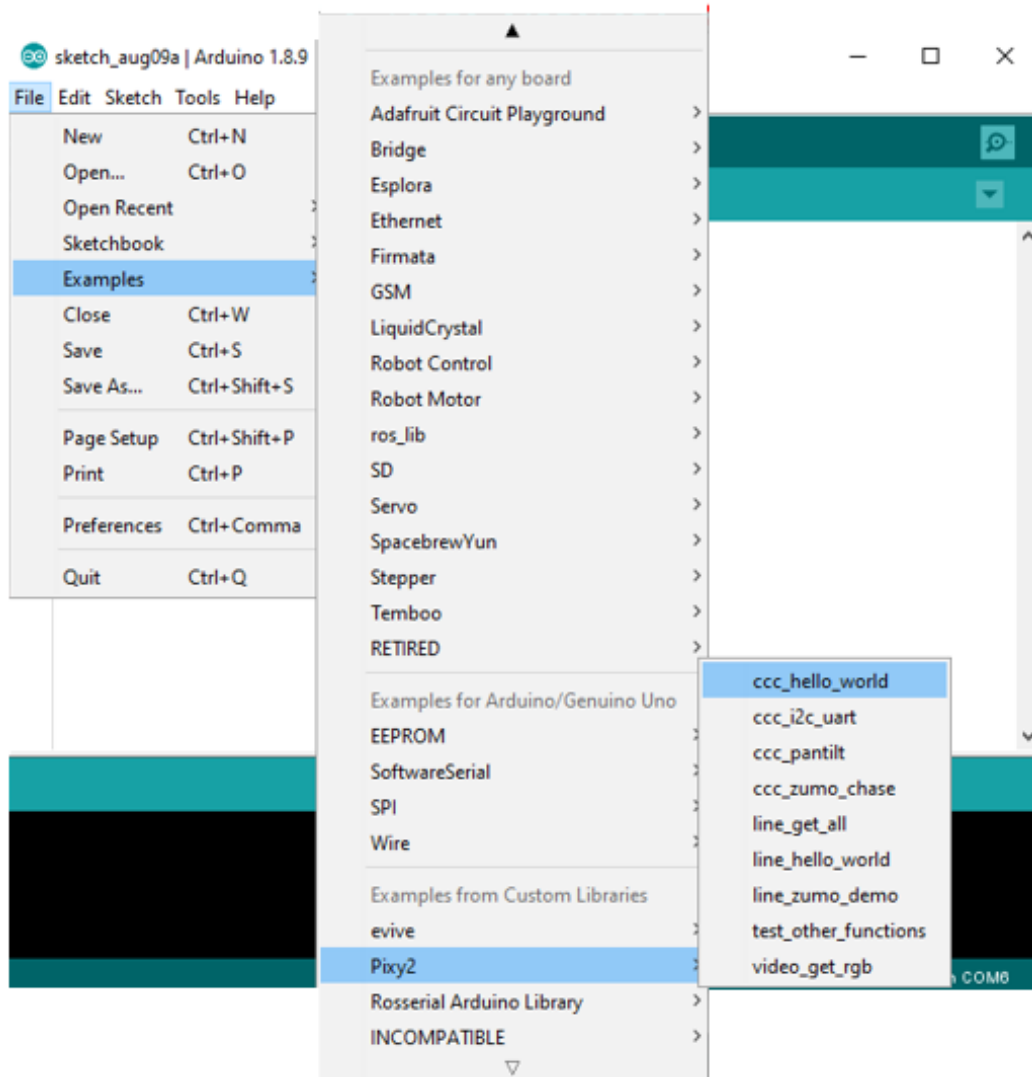 sketch_aug09a | Arduino 1.8.9
File Edit Sketch Tools Help
New Ctrl+N
Open... Ctrl+O
Open Recent
Sketchbook
Examples
Close Ctrl+W
Save Ctrl+S
Save As... Ctrl+Shift+S
Page Setup Ctrl+Shift+P
Print Ctrl+P
Preferences Ctrl+Comma
Quit Ctrl+Q
Examples for any board
Adafruit Circuit Playground
Bridge
Esplora
Ethernet
Firmata
GSM
LiquidCrystal
Robot Control
Robot Motor
ros_lib
SD
Servo
SpacebrewYun
Stepper
Temboo
RETIRED
Examples for Arduino/Genuino Uno
EEPROM
SoftwareSerial
SPI
Wire
Examples from Custom Libraries
evive
Pixy2
Rosserial Arduino Library
INCOMPATIBLE
ccc_hello_world
ccc_i2c_uart
ccc_pantilt
ccc_zumo_chase
line_get_all
line_hello_world
line_zumo_demo
test_other_functions
video_get_rgb
COM6